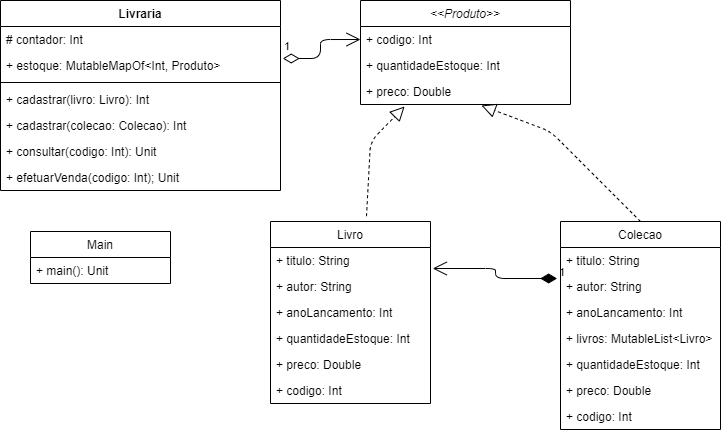 Livraria
# contador: Int
+ estoque: MutableMapOf<Int, Produto>
+ cadastrar(livro: Livro): Int
+ cadastrar(colecao: Colecao): Int
+ consultar(codigo: Int): Unit
+ efetuarVenda(codigo: Int); Unit
1
<<Produto>>
+ codigo: Int
+ quantidadeEstoque: Int
+ preco: Double
Main
+ main(): Unit
Livro
+ titulo: String
+ autor: String
+ anoLancamento: Int
+ quantidadeEstoque: Int
+ preco: Double
+ codigo: Int
1
Colecao
+ titulo: String
+ autor: String
+ anoLancamento: Int
+ livros: MutableList<Livro>
+ quantidadeEstoque: Int
+ preco: Double
+ codigo: Int